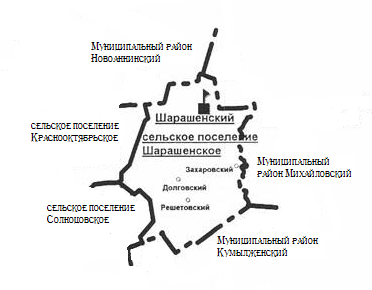 Муниципальный район
Новоаннинский
Шарашенский
сельское поселение
Краснооктябрьское
сельское поселение
Шарашенское
Захаровский
Муниципальный
район Михайловский
Долговский
Решетовский
сельское поселение
Солнцовское
Муниципальный район
Кумылженский